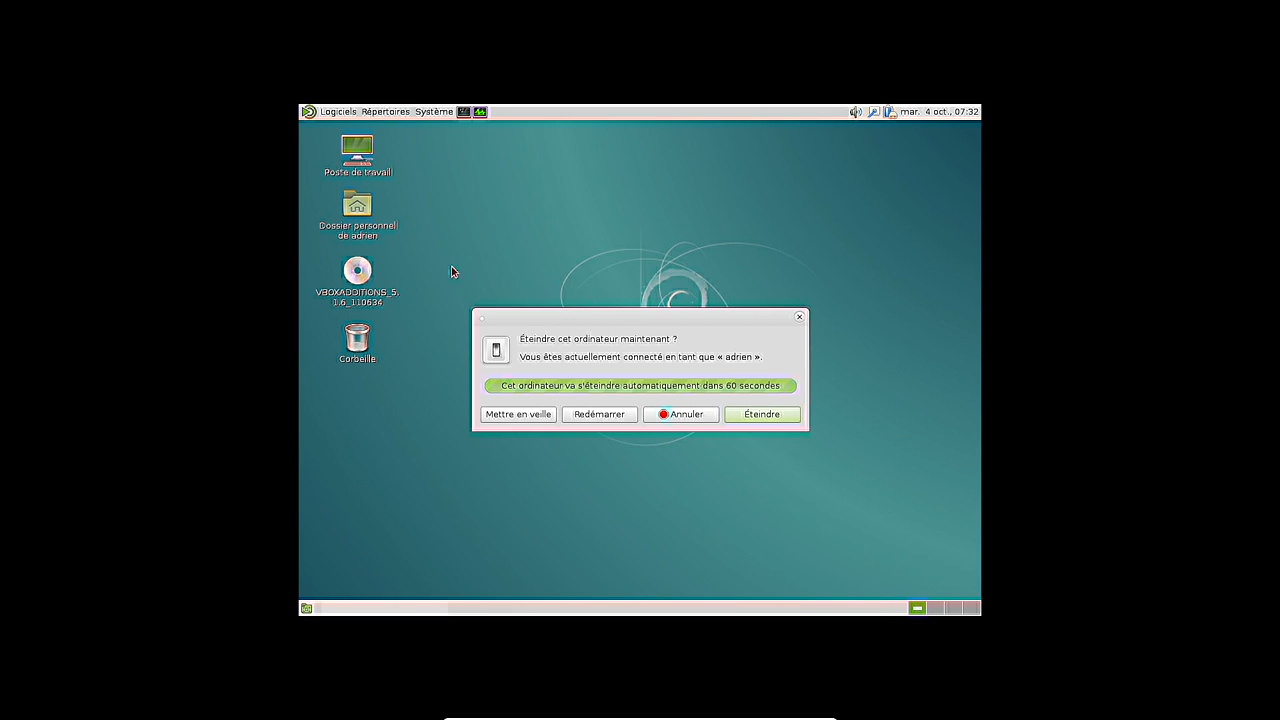 Logiciels Répertoires Système
mar. 4 oct., 07:32
Poste de travail
Dossier personnel
de adrien
VBOXADDITIONS_5.
1.6_110634
Corbeille
Éteindre cet ordinateur maintenant ?
Vous êtes actuellement connecté en tant que « adrien ».
Cet ordinateur va s'éteindre automatiquement dans 60 secondes
Mettre en veille Redémarrer Annuler Éteindre